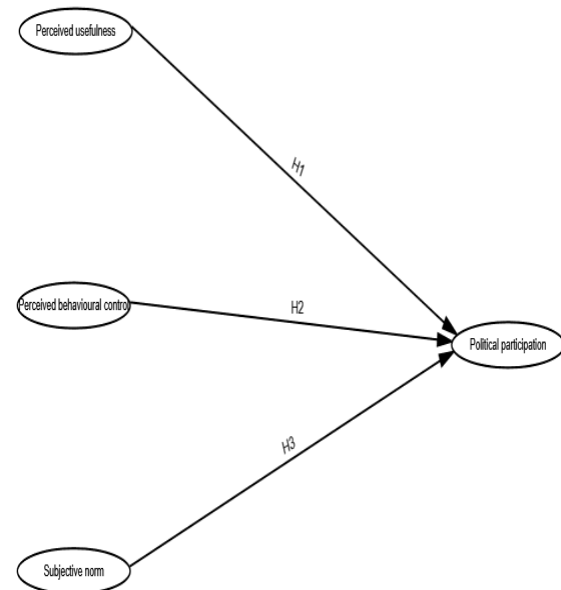 Perceived usefulness
H1
Perceived behavioural control
H2
Political participation
H3
Subjective norm